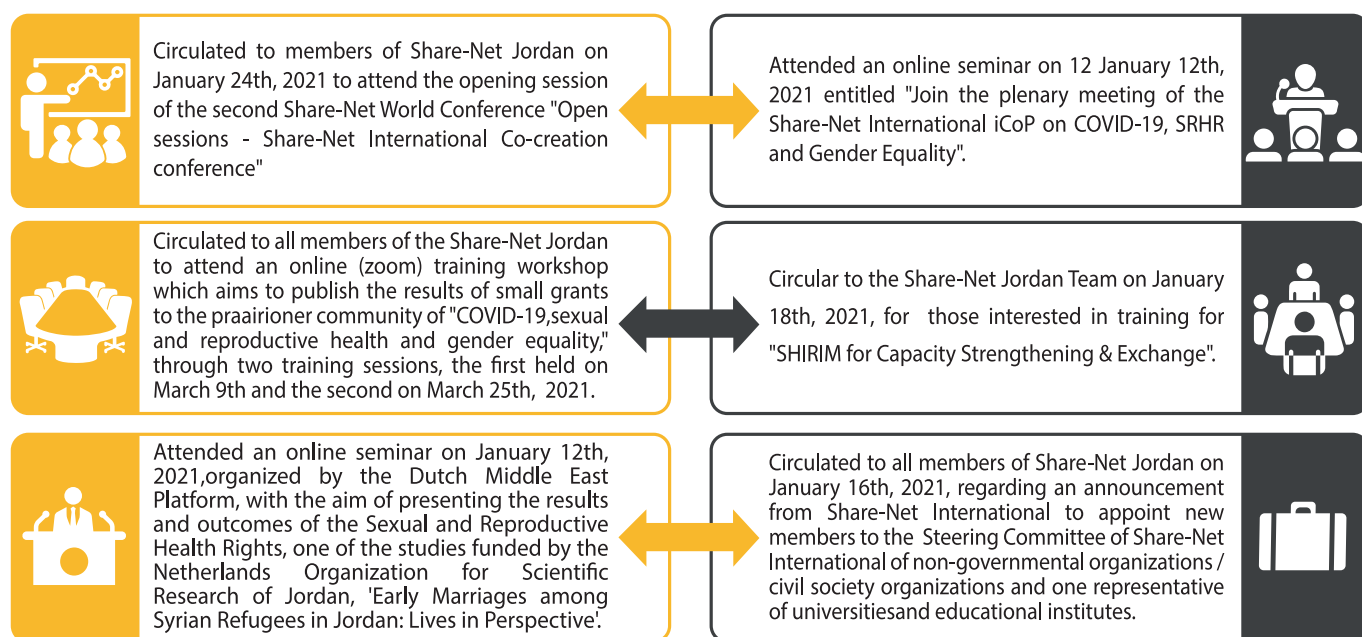 Circulated to members of Share-Net Jordan on
January 24th, 2021 to attend the opening session
of the second Share-Net World Conference "Open
sessions - Share-Net International Co-creation
conference"
Attended an online seminar on 12 January 12th,
2021 entitled "Join the plenary meeting of the
Share-Net International iCoP on COVID-19, SRHR
and Gender Equality".
Circulated to all members of the Share-Net Jordan
to attend an online (zoom) training workshop
which aims to publish the results of small grants
to the praairioner community of "COVID-19,sexual
and reproductive health and gender equality,"
through two training sessions, the first held on
March 9th and the second on March 25th, 2021.
Circular to the Share-Net Jordan Team on January
18th, 2021, for those interested in training for
"SHIRIM for Capacity Strengthening & Exchange".
Attended an online seminar on January 12th,
2021,organized by the Dutch Middle East
Platform, with the aim of presenting the results
and outcomes of the Sexual and Reproductive
Health Rights, one of the studies funded by the
Netherlands Organization for Scientific
Research of Jordan, 'Early Marriages among
Syrian Refugees in Jordan: Lives in Perspective'.
Circulated to all members of Share-Net Jordan on
January 16th, 2021, regarding an announcement
from Share-Net International to appoint new
members to the Steering Committee of Share-Net
International of non-governmental organizations /
civil society organizations and one representative
of universitiesand educational institutes.